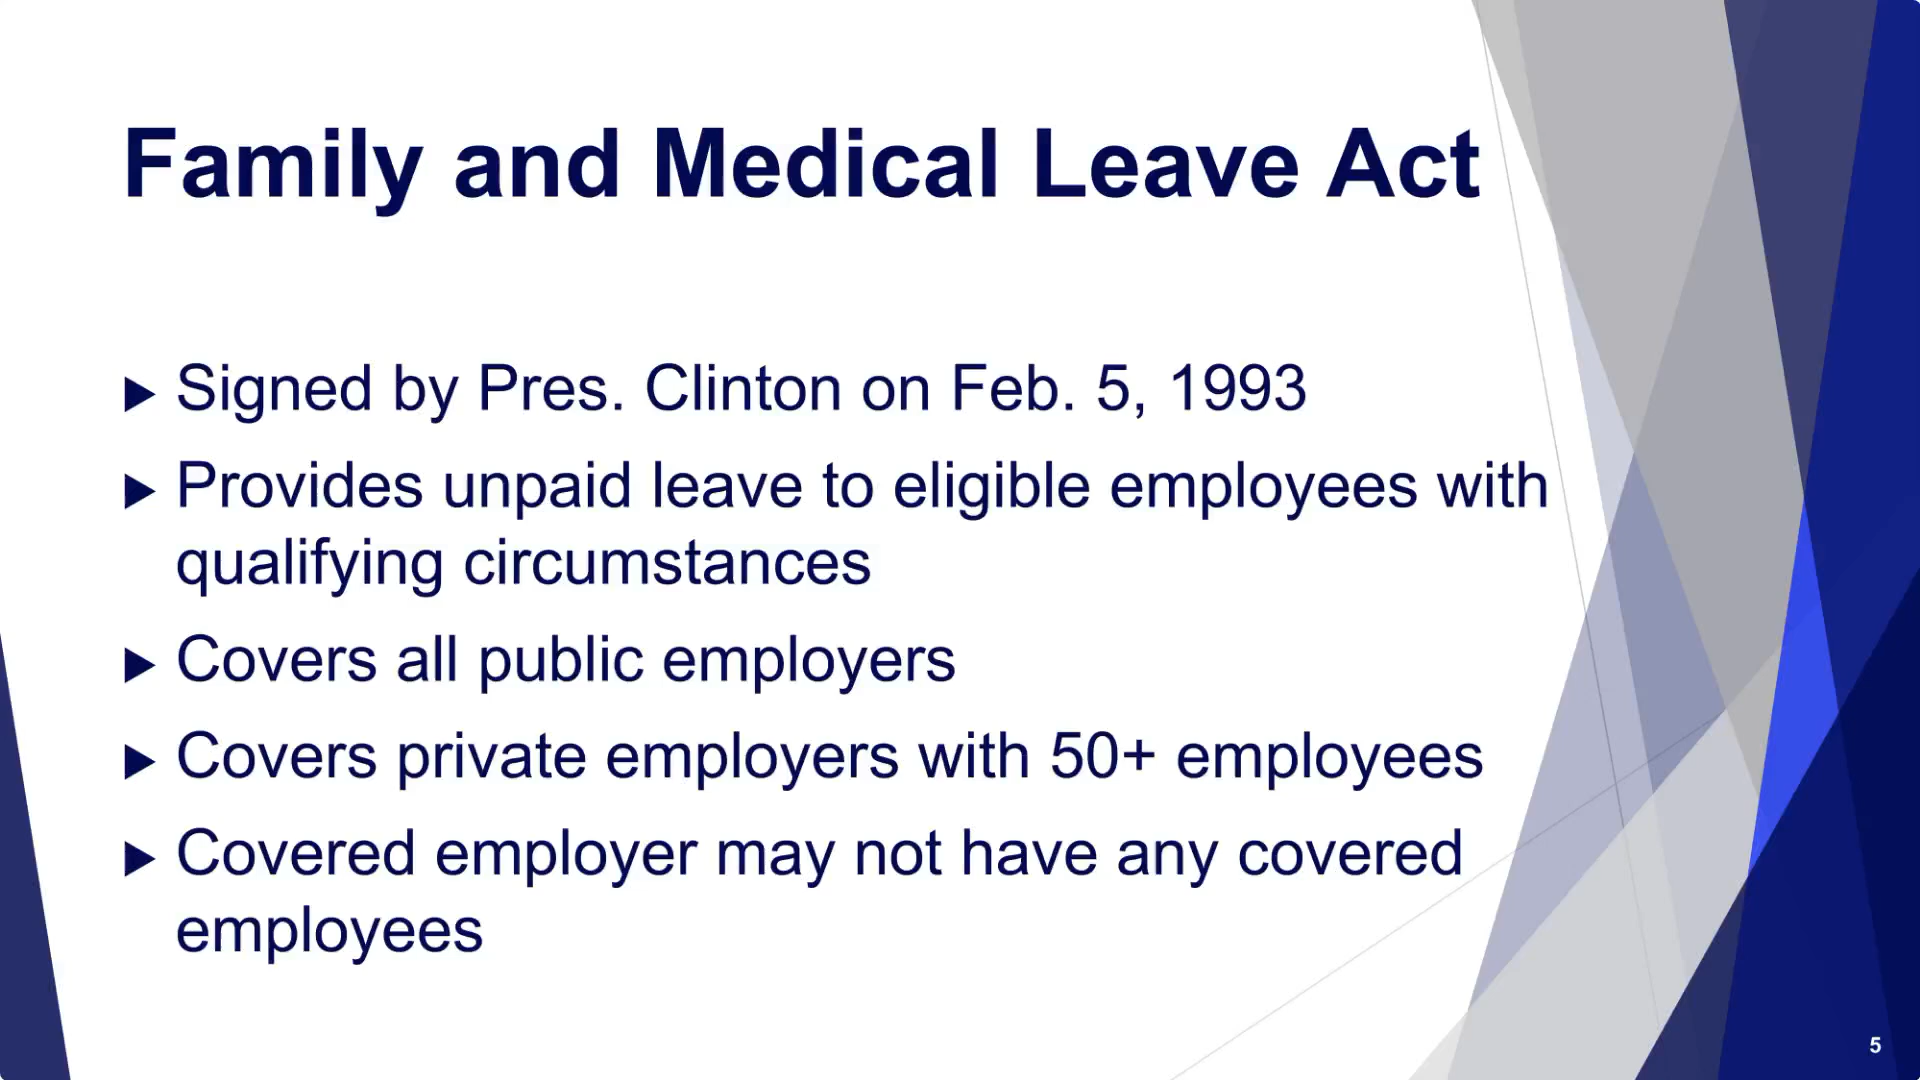 Family and Medical Leave Act
Signed by Pres. Clinton on Feb. 5, 1993
Provides unpaid leave to eligible employees with
qualifying circumstances
Covers all public employers
Covers private employers with 50+ employees
Covered employer may not have any covered
employees
5